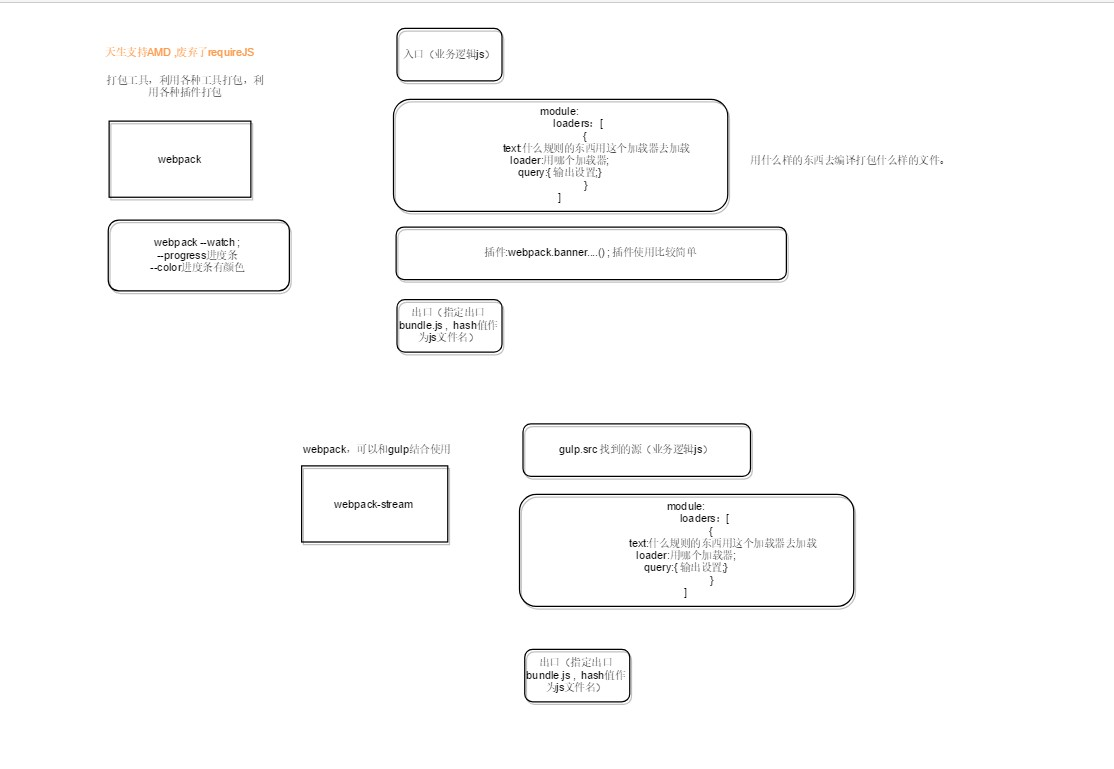 天生支持AMD ,废弃了requireJS
打包工具，利用各种工具打包，利
用各种插件打包
webpack
webpack --watch ;
--progress进度条
--color进度条有颜色
入口（业务逻辑js）
module:
loaders：[
{
text:什么规则的东西用这个加载器去加载
loader:用哪个加载器;
query:{ 输出设置;}
}
]
用什么样的东西去编译打包什么样的文件。
插件:webpack.banner....() ; 插件使用比较简单
出口（指定出口
bundle.js , hash值作
为js文件名）
webpack，可以和gulp结合使用
webpack-stream
gulp.src 找到的源（业务逻辑js）
module:
loaders：[
{
text:什么规则的东西用这个加载器去加载
loader:用哪个加载器;
query:{ 输出设置;}
}
]
出口（指定出口
bundle.js , hash值作
为js文件名）